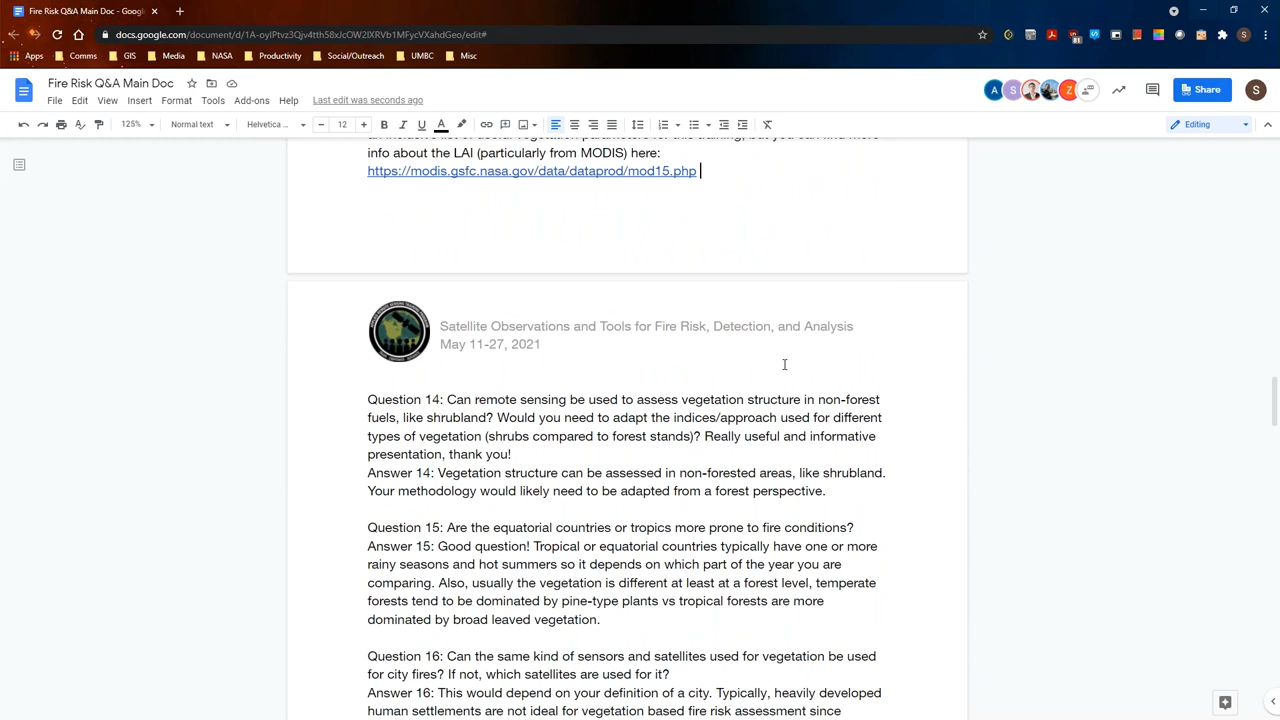 Fire Risk Q&A Main Doc - Googl
docs.google.com/document/d/1A-oyIPtvz3Qjv4tth58xJcOW2IXRVb1MFycVXahdGeo/edit#
Apps Comms GIS Media NASA Productivity Social/Outreach UMBC Misc
Fire Risk Q&A Main Doc
File Edit View Insert Format Tools Add-ons Help Last edit was seconds ago
A S Z Share S
125% Normal text Helvetica ... 12 B I U A Editing
info about the LAI (particularly from MODIS) here:
https://modis.gsfc.nasa.gov/data/dataprod/mod15.php
Satellite Observations and Tools for Fire Risk, Detection, and Analysis
May 11-27, 2021
Question 14: Can remote sensing be used to assess vegetation structure in non-forest
fuels, like shrubland? Would you need to adapt the indices/approach used for different
types of vegetation (shrubs compared to forest stands)? Really useful and informative
presentation, thank you!
Answer 14: Vegetation structure can be assessed in non-forested areas, like shrubland.
Your methodology would likely need to be adapted from a forest perspective.
Question 15: Are the equatorial countries or tropics more prone to fire conditions?
Answer 15: Good question! Tropical or equatorial countries typically have one or more
rainy seasons and hot summers so it depends on which part of the year you are
comparing. Also, usually the vegetation is different at least at a forest level, temperate
forests tend to be dominated by pine-type plants vs tropical forests are more
dominated by broad leaved vegetation.
Question 16: Can the same kind of sensors and satellites used for vegetation be used
for city fires? If not, which satellites are used for it?
Answer 16: This would depend on your definition of a city. Typically, heavily developed
human settlements are not ideal for vegetation based fire risk assessment since